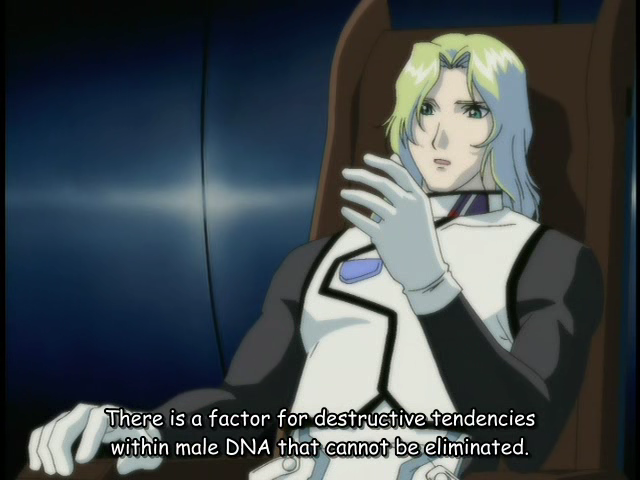 There is a factor for destructive tendencies
within male DNA that cannot be eliminated.